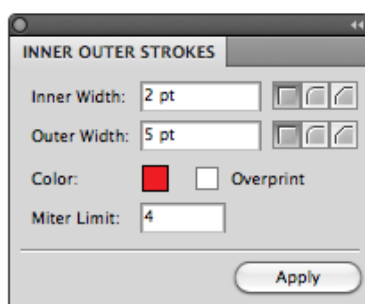 INNER OUTER STROKES
Inner Width: 2 pt
Outer Width: 5 pt
Color: Overprint
Miter Limit: 4
Apply